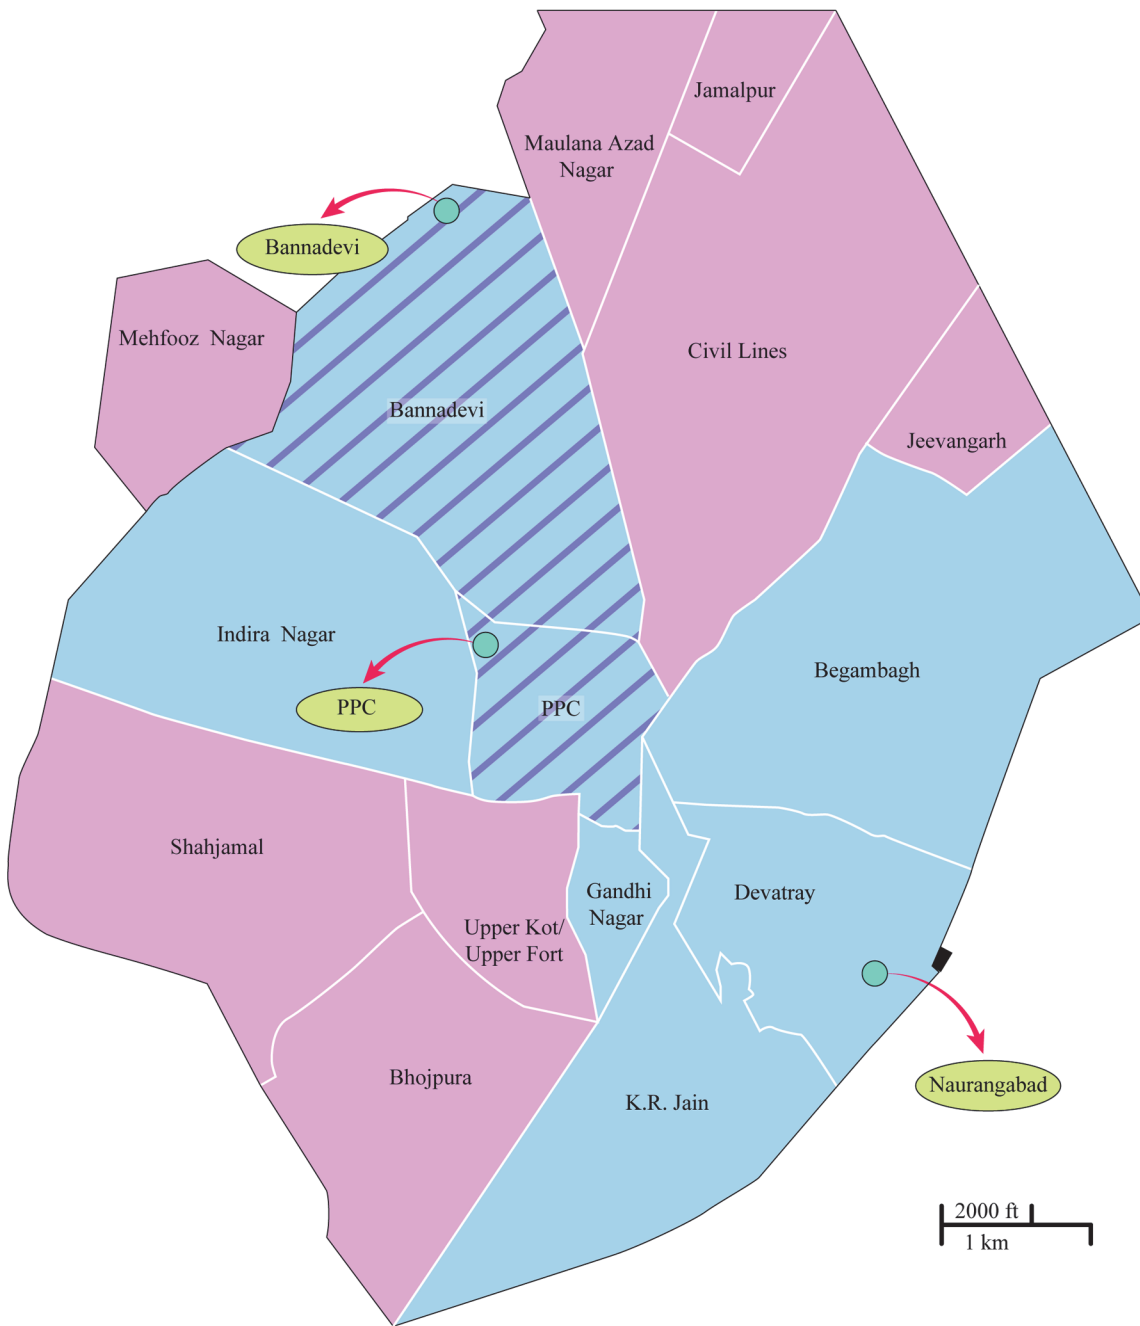 Jamalpur
Maulana Azad
Nagar
Bannadevi
Mehfooz Nagar
Civil Lines
Bannadevi
Jeevangarh
Indira Nagar
Begambagh
PPC
PPC
Shahjamal
Gandhi
Nagar
Devatray
Upper Kot/
Upper Fort
Bhojpura
Naurangabad
K.R. Jain
2000 ft
1 km